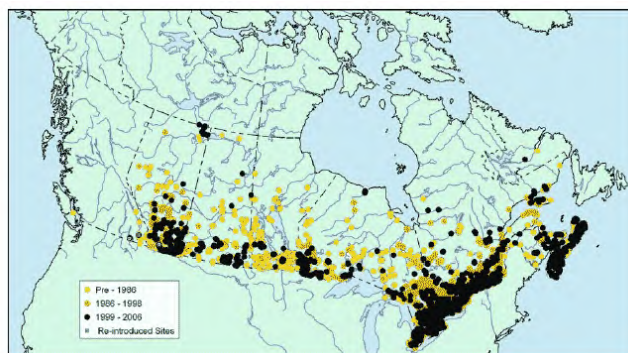 Pre - 1986
1986 - 1998
1999 - 2006
Re-introduced Sites